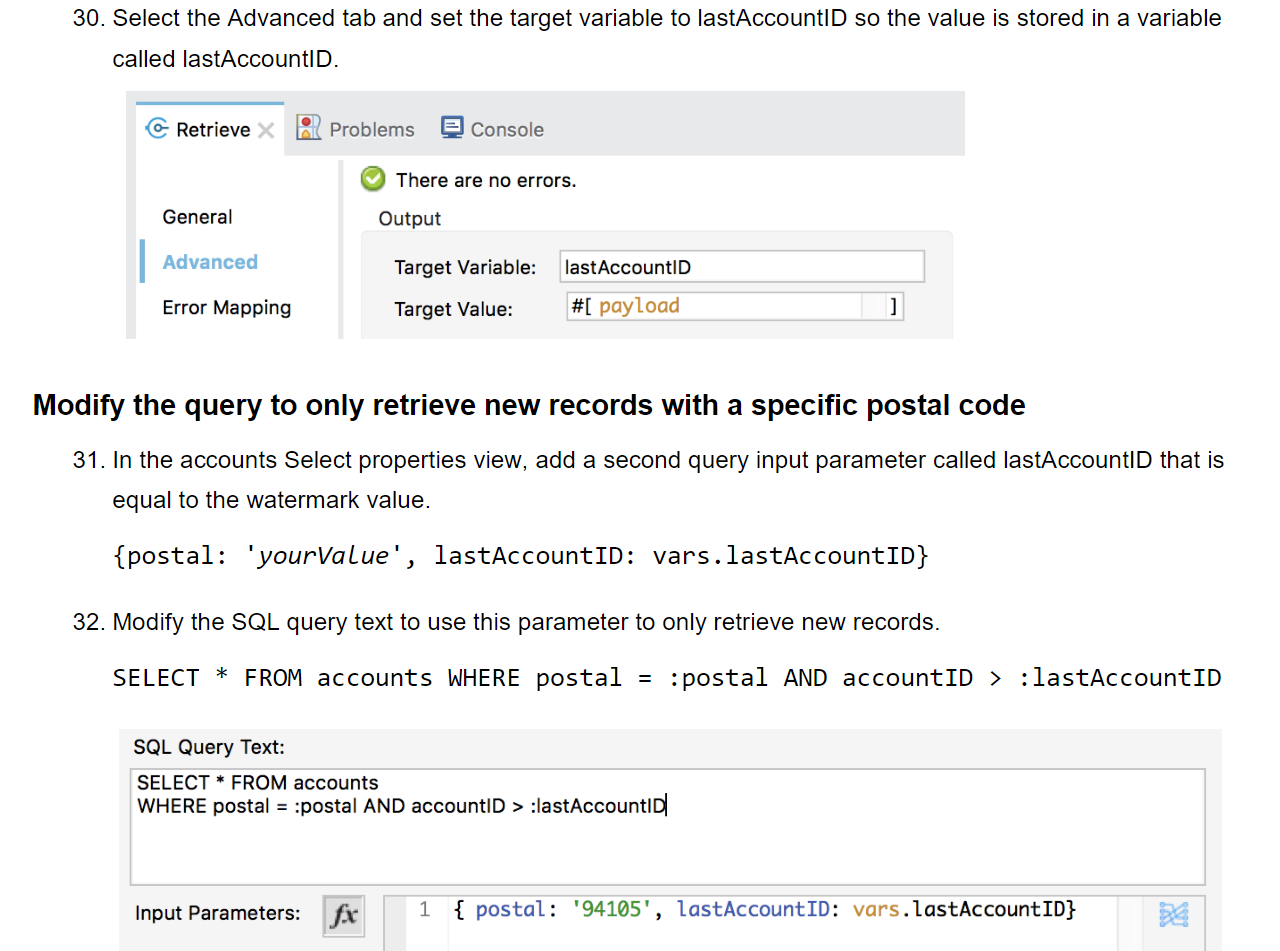 30. Select the Advanced tab and set the target variable to lastAccountID so the value is stored in a variable
called lastAccountID.
Retrieve Problems Console
There are no errors.
General
Output
Advanced
Target Variable: lastAccountID
Error Mapping
Target Value: #[ payload ]
Modify the query to only retrieve new records with a specific postal code
31. In the accounts Select properties view, add a second query input parameter called lastAccountID that is
equal to the watermark value.
{postal: 'yourValue', lastAccountID: vars.lastAccountID}
32. Modify the SQL query text to use this parameter to only retrieve new records.
SELECT * FROM accounts WHERE postal = :postal AND accountID > :lastAccountID
SQL Query Text:
SELECT * FROM accounts
WHERE postal = :postal AND accountID > :lastAccountID
Input Parameters: fx 1 { postal: '94105', lastAccountID: vars.lastAccountID}